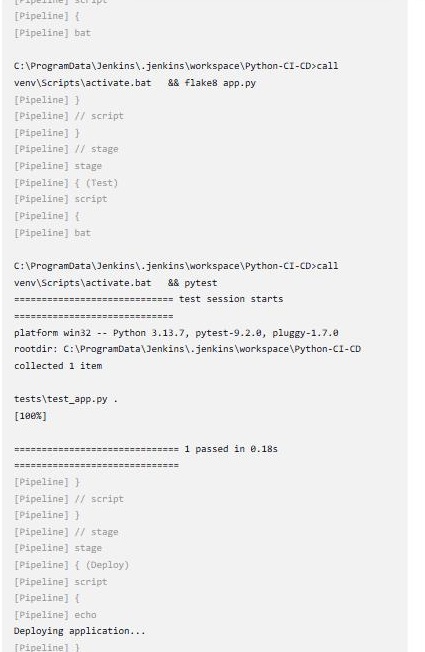 [Pipeline] script
[Pipeline] {
[Pipeline] bat
C:\ProgramData\Jenkins\.jenkins\workspace\Python-CI-CD>call
venv\Scripts\activate.bat   && flake8 app.py
[Pipeline] }
[Pipeline] // script
[Pipeline] }
[Pipeline] // stage
[Pipeline] stage
[Pipeline] { (Test)
[Pipeline] script
[Pipeline] {
[Pipeline] bat
C:\ProgramData\Jenkins\.jenkins\workspace\Python-CI-CD>call
venv\Scripts\activate.bat   && pytest
============================= test session starts
=============================
platform win32 -- Python 3.13.7, pytest-9.2.0, pluggy-1.7.0
rootdir: C:\ProgramData\Jenkins\.jenkins\workspace\Python-CI-CD
collected 1 item
tests\test_app.py .
[100%]
============================== 1 passed in 0.18s
==============================
[Pipeline] }
[Pipeline] // script
[Pipeline] }
[Pipeline] // stage
[Pipeline] stage
[Pipeline] { (Deploy)
[Pipeline] script
[Pipeline] {
[Pipeline] echo
Deploying application...
[Pipeline] }